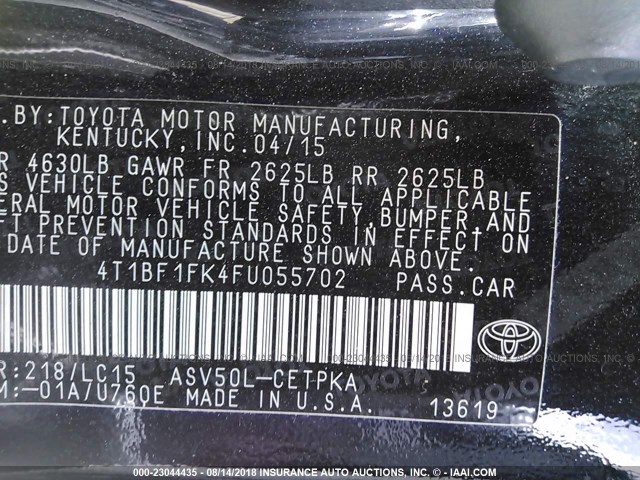 .BY:TOYOTA MOTOR MANUFACTURING,
KENTUCKY, INC. 04/15
R 4630LB GAWR FR 2625LB RR 2625LB
S VEHICLE CONFORMS TO ALL APPLICABLE
ERAL MOTOR VEHICLE SAFETY, BUMPER, AND
FT PREVENTION STANDARDS IN EFFECT ON
DATE OF MANUFACTURE SHOWN ABOVE.
4T1BF1FK4FU055702 PASS.CAR
R:218/LC15 ASV50L-CETPKA
M:-01A/U760E MADE IN U.S.A. 13619
000-23044435 - 08/14/2018 - INSURANCE AUTO AUCTIONS, INC. © - IAAI.COM